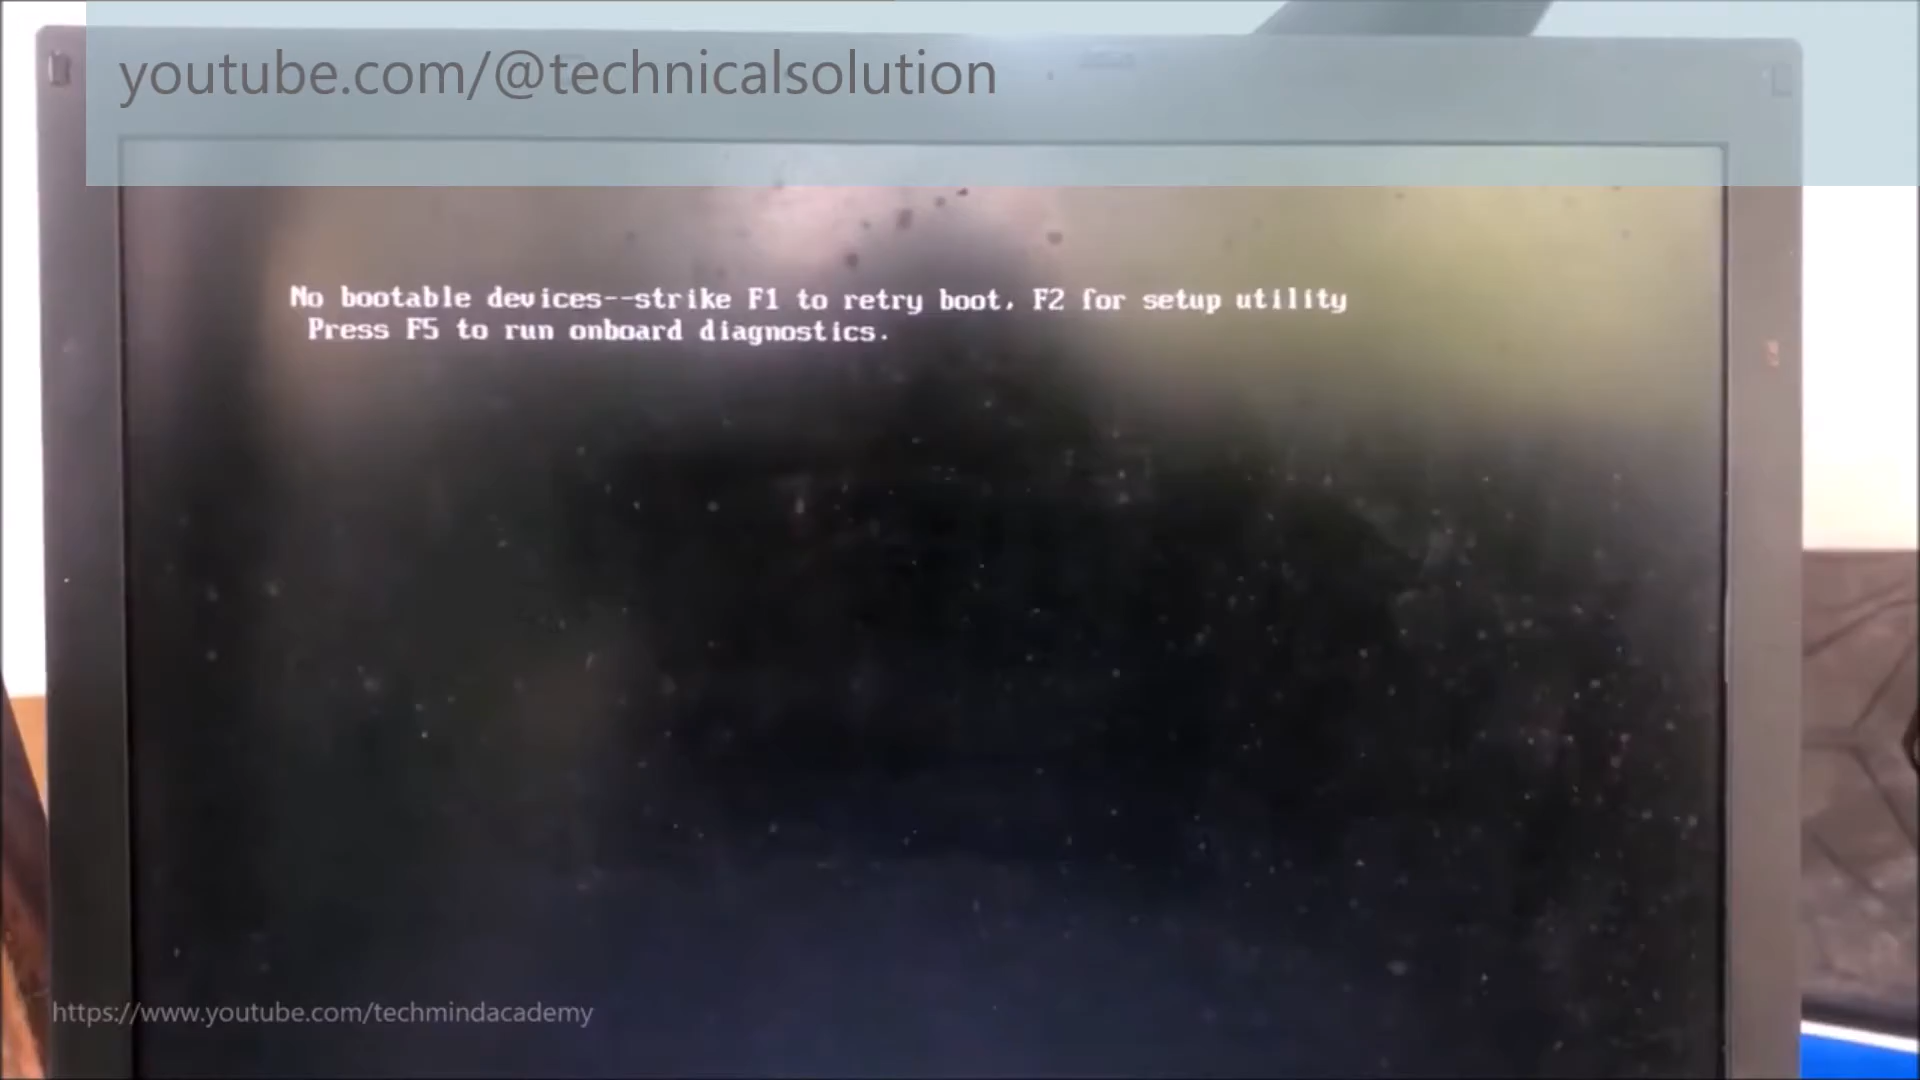 youtube.com/@technicalsolution
No bootable devices--strike F1 to retry boot, F2 for setup utility
Press F5 to run onboard diagnostics.
https://www.youtube.com/techmindacademy